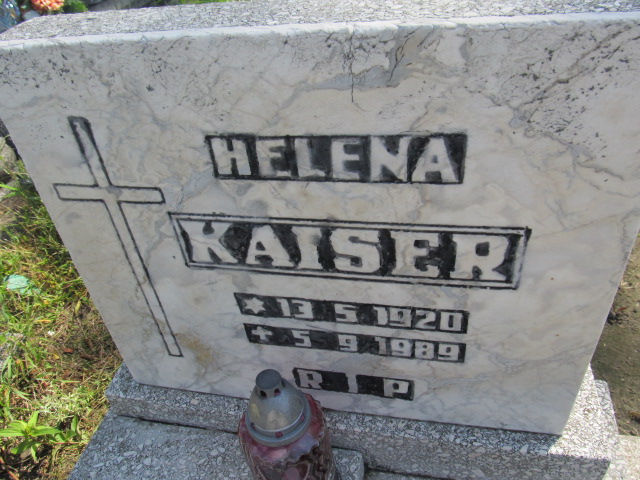 HELENA
KAISER
* 13 5 1920
✝ 5 9 1989
R I P